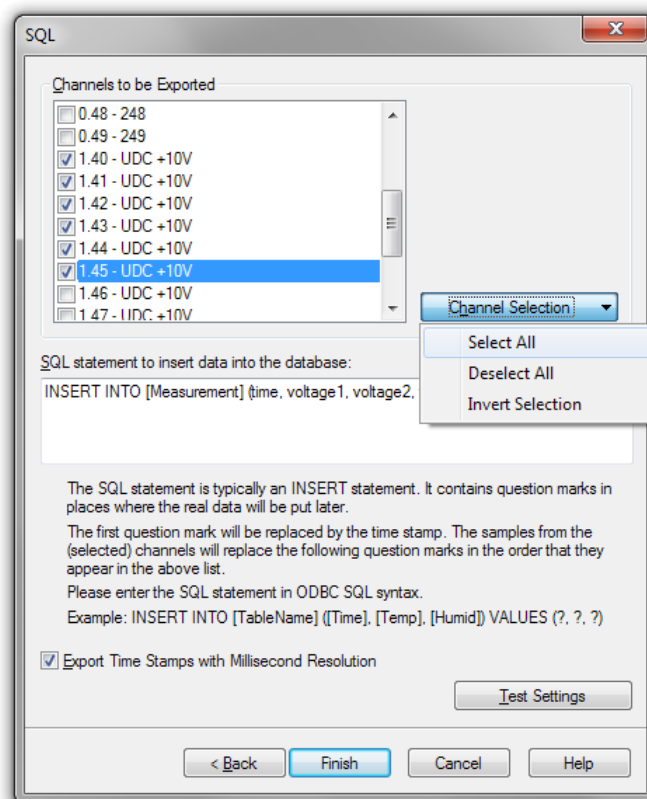 SQL
Channels to be Exported
0.48 - 248
0.49 - 249
1.40 - UDC +10V
1.41 - UDC +10V
1.42 - UDC +10V
1.43 - UDC +10V
1.44 - UDC +10V
1.45 - UDC +10V
1.46 - UDC +10V
1.47 - UDC +10V
Channel Selection
Select All
Deselect All
Invert Selection
SQL statement to insert data into the database:
INSERT INTO [Measurement] (time, voltage1, voltage2,
The SQL statement is typically an INSERT statement. It contains question marks in
places where the real data will be put later.
The first question mark will be replaced by the time stamp. The samples from the
(selected) channels will replace the following question marks in the order that they
appear in the above list.
Please enter the SQL statement in ODBC SQL syntax.
Example: INSERT INTO [TableName] ([Time], [Temp], [Humid]) VALUES (?, ?, ?)
Export Time Stamps with Millisecond Resolution
Test Settings
< Back
Finish
Cancel
Help